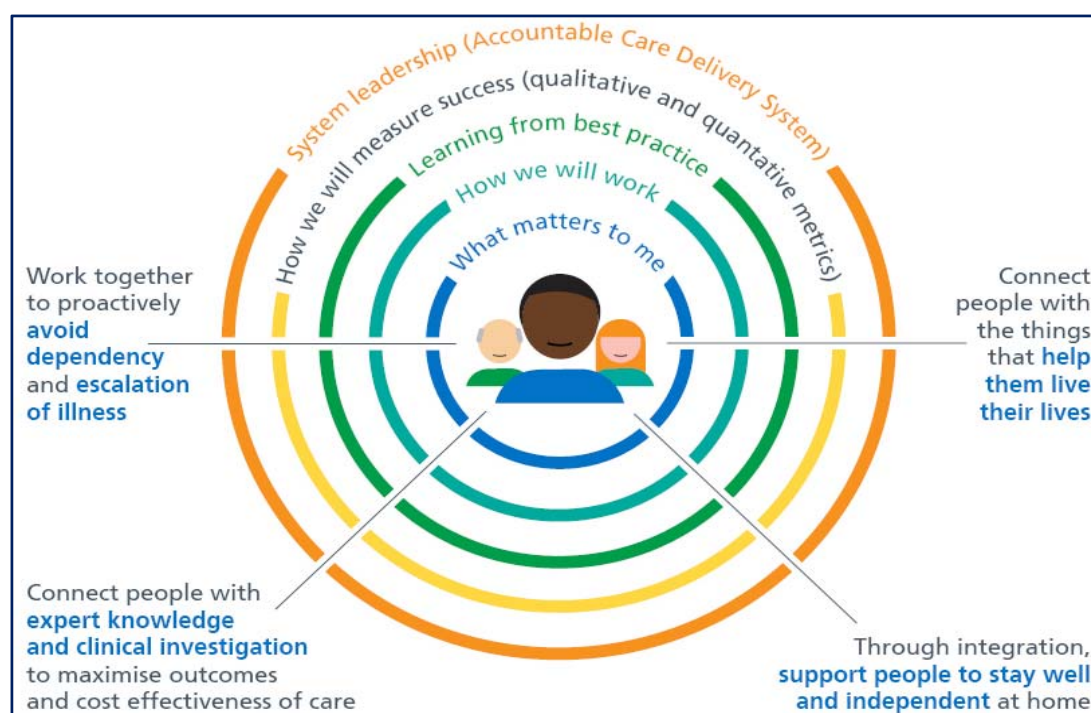 System leadership (Accountable Care Delivery System)
How we will measure success (qualitative and quantative metrics)
Learning from best practice
How we will work
What matters to me
Work together
to proactively
avoid
dependency
and escalation
of illness
Connect
people with
the things
that help
them live
their lives
Connect people with
expert knowledge
and clinical investigation
to maximise outcomes
and cost effectiveness of care
Through integration,
support people to stay well
and independent at home